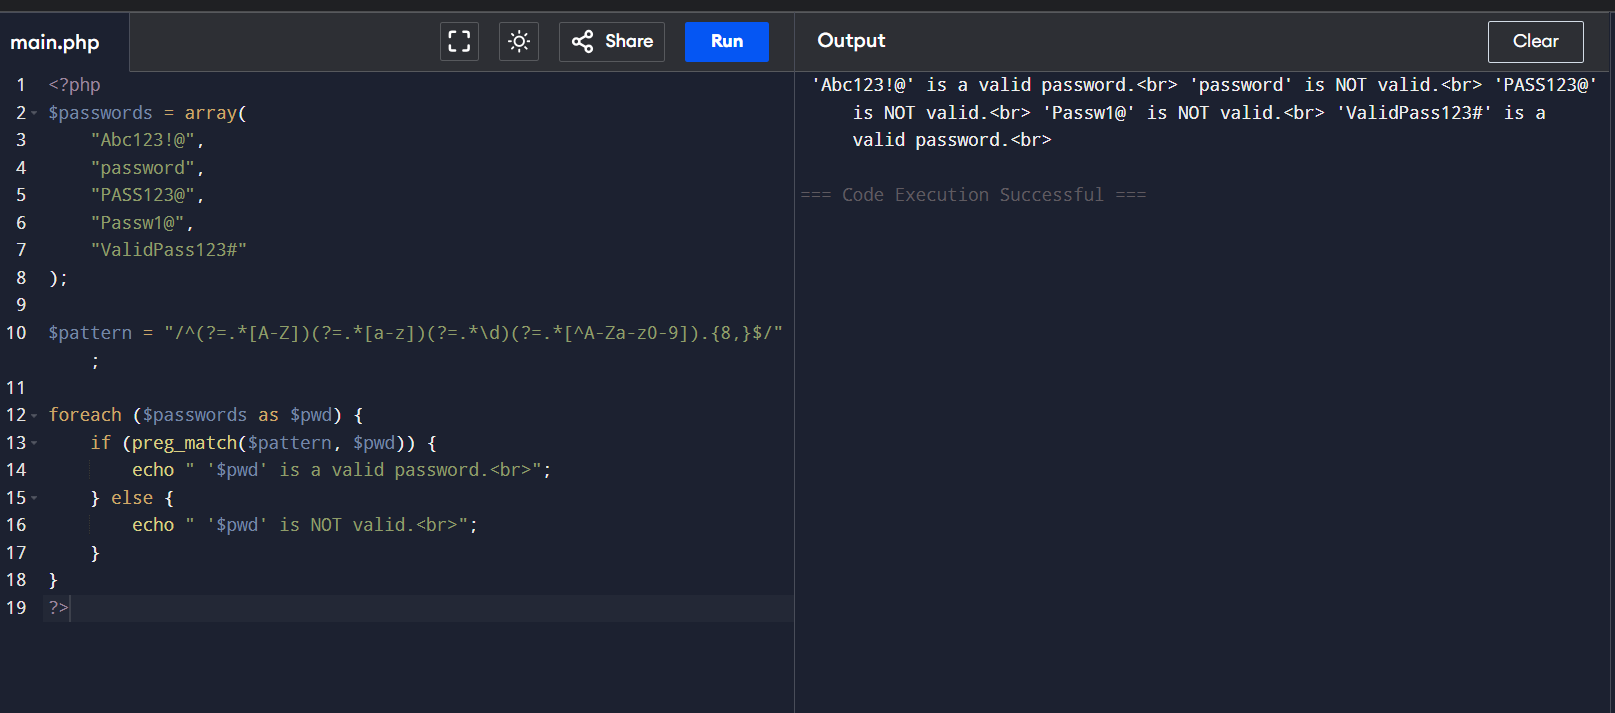 main.php
Share
Run
1 <?php
2 $passwords = array(
3     "Abc123!@",
4     "password",
5     "PASS123@",
6     "Passw1@",
7     "ValidPass123#"
8 );
9
10 $pattern = "/^(?=.*[A-Z])(?=.*[a-z])(?=.*\d)(?=.*[^A-Za-z0-9]).{8,}$/"
;
11
12 foreach ($passwords as $pwd) {
13     if (preg_match($pattern, $pwd)) {
14         echo " '$pwd' is a valid password.<br>";
15     } else {
16         echo " '$pwd' is NOT valid.<br>";
17     }
18 }
19 ?>
Output
Clear
'Abc123!@' is a valid password.<br> 'password' is NOT valid.<br> 'PASS123@'
is NOT valid.<br> 'Passw1@' is NOT valid.<br> 'ValidPass123#' is a
valid password.<br>
=== Code Execution Successful ===